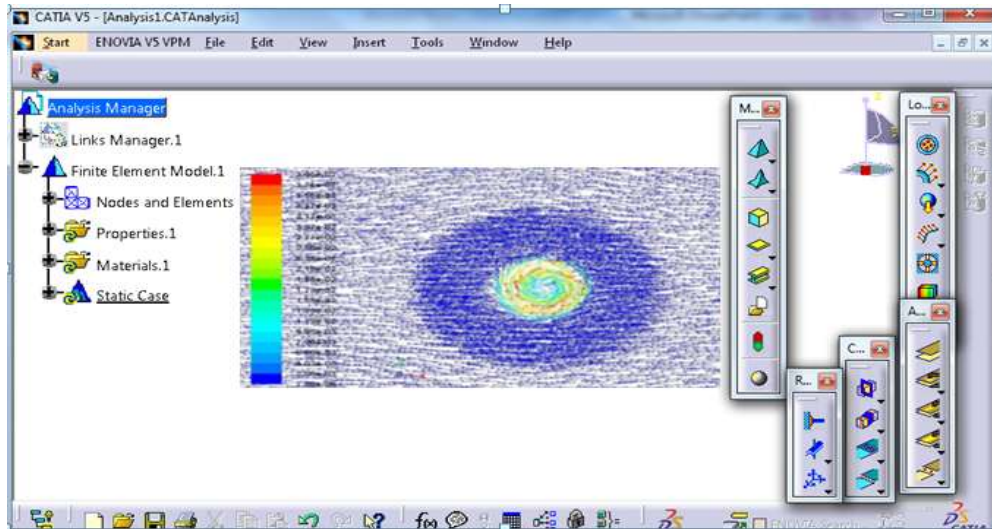 CATIA V5 - [Analysis1.CATAnalysis]
Start ENOVIA V5 VPM File Edit View Insert Tools Window Help
Analysis Manager
Links Manager.1
Finite Element Model.1
Nodes and Elements
Properties.1
Materials.1
Static Case
M...
Lo...
A...
C...
R...
f(x)